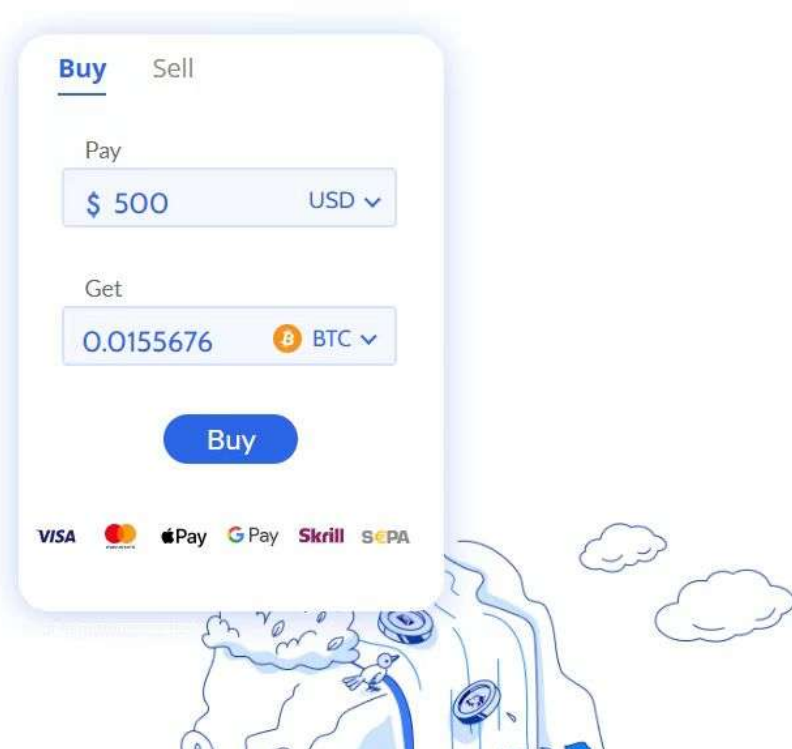 Buy Sell
Pay
$ 500 USD
Get
0.0155676 BTC
Buy
VISA Pay G Pay Skrill SEPA